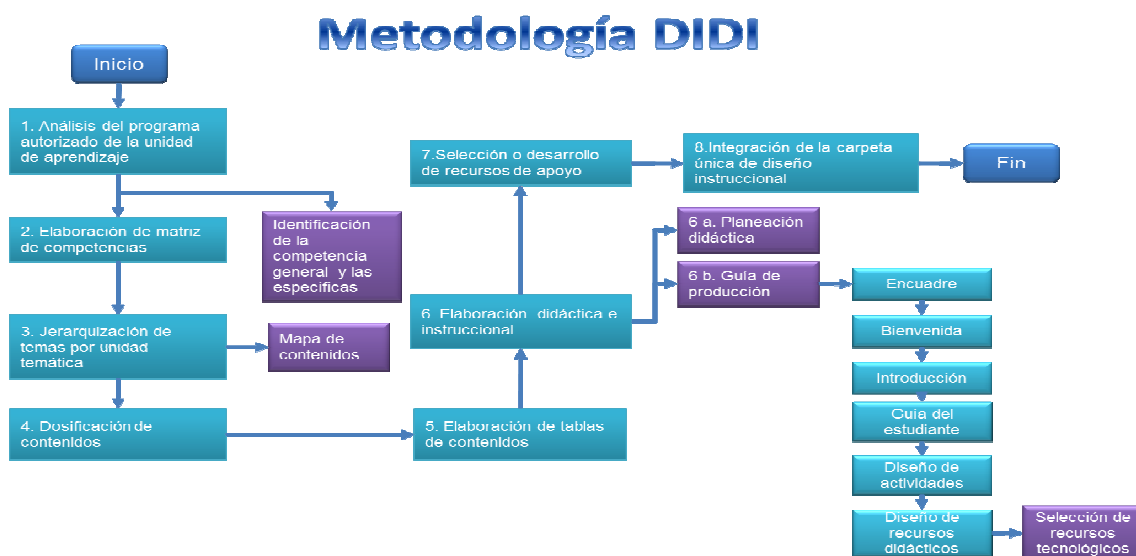 Metodología DIDI
Inicio
1. Análisis del programa
autorizado de la unidad
de aprendizaje
2. Elaboración de matriz
de competencias
Identificación
de la
competencia
general y las
específicas
3. Jerarquización de
temas por unidad
temática
Mapa de
contenidos
4. Dosificación de
contenidos
5. Elaboración de tablas
de contenidos
6 Elaboración didáctica e
instruccional
7.Selección o desarrollo
de recursos de apoyo
8.Integración de la carpeta
única de diseño
instruccional
Fin
6 a. Planeación
didáctica
6 b. Guía de
producción
Encuadre
Bienvenida
Introducción
Guía del
estudiante
Diseño de
actividades
Diseño de
recursos
didácticos
Selección de
recursos
tecnológicos